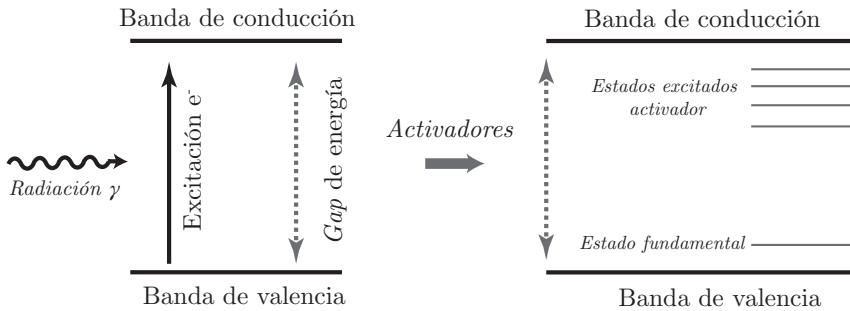 Banda de conducción
Radiación γ
Excitación e-
Gap de energía
Banda de valencia
Activadores
Banda de conducción
Estados excitados
activador
Estado fundamental
Banda de valencia